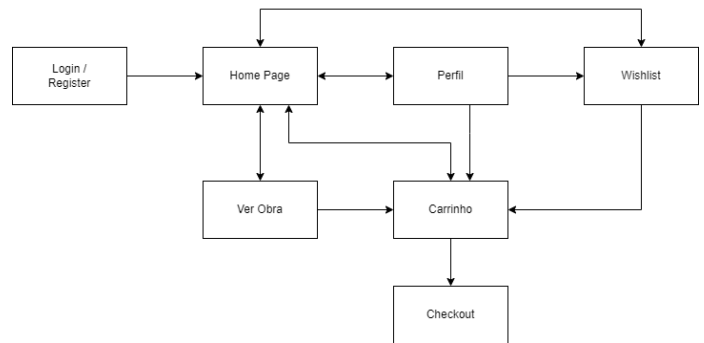 Login /
Register
Home Page
Perfil
Wishlist
Ver Obra
Carrinho
Checkout